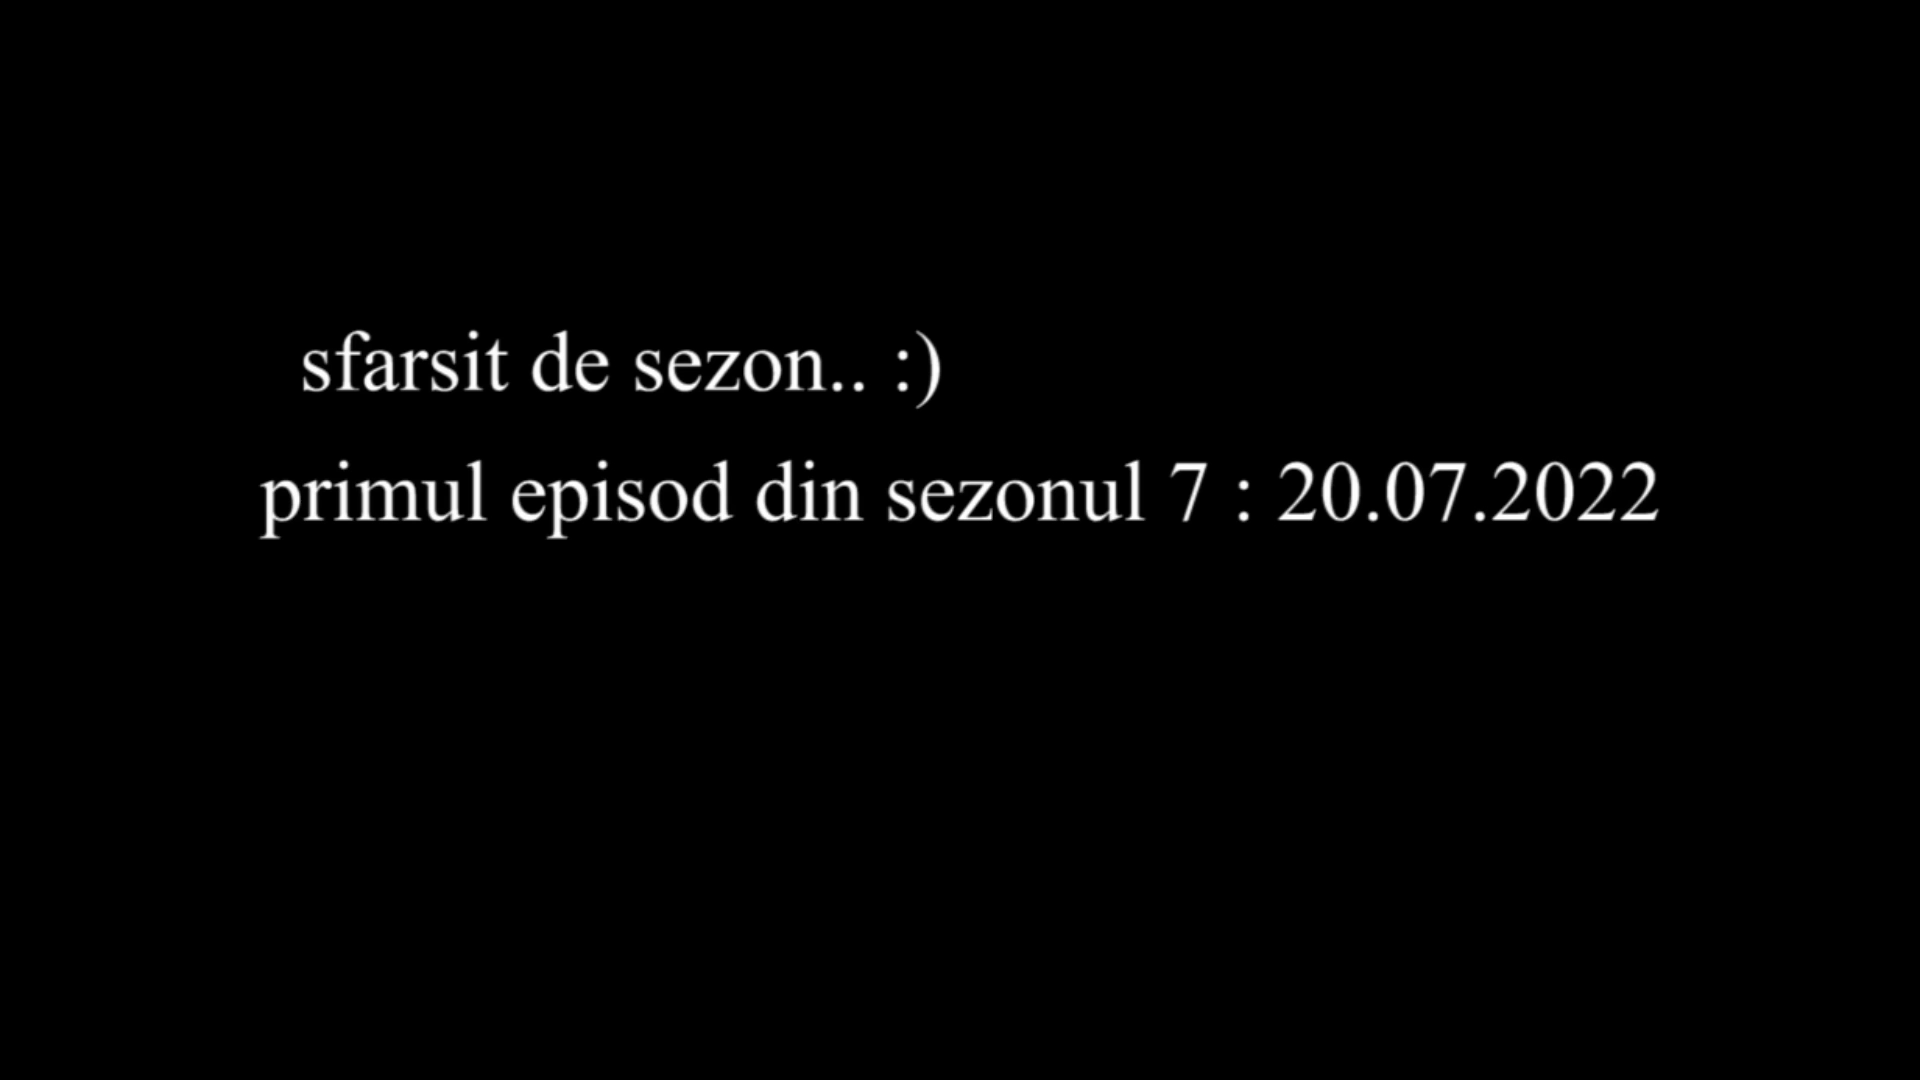 sfarsit de sezon.. :)
primul episod din sezonul 7 : 20.07.2022